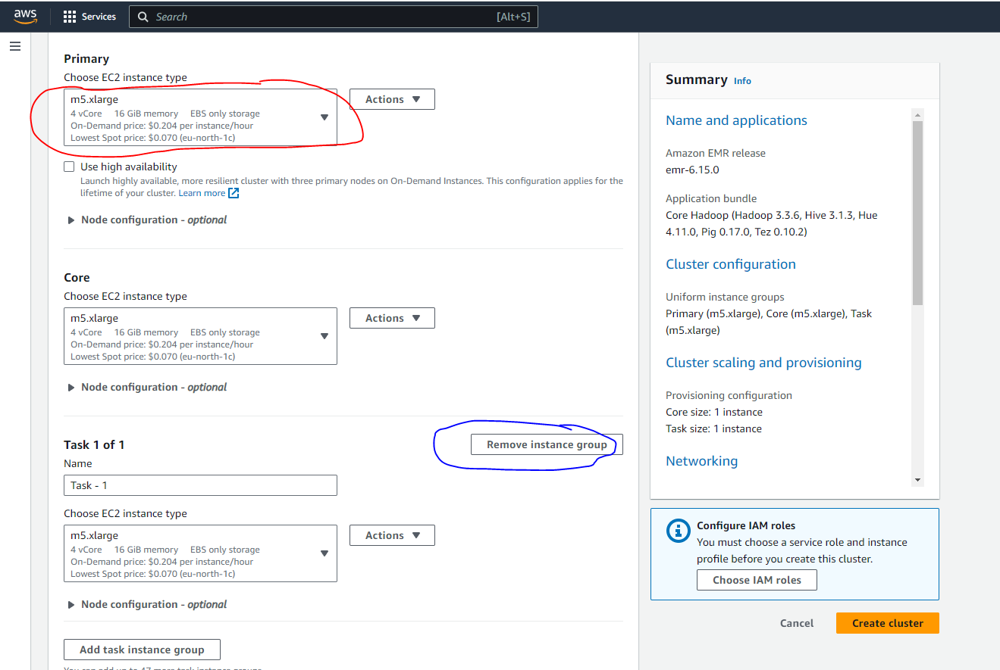 aws Services Search [Alt+S]
Primary
Choose EC2 instance type
m5.xlarge
4 vCore 16 GiB memory EBS only storage
On-Demand price: $0.204 per instance/hour
Lowest Spot price: $0.070 (eu-north-1c)
Actions
Use high availability
Launch highly available, more resilient cluster with three primary nodes on On-Demand Instances. This configuration applies for the
lifetime of your cluster. Learn more
Node configuration - optional
Core
Choose EC2 instance type
m5.xlarge
4 vCore 16 GiB memory EBS only storage
On-Demand price: $0.204 per instance/hour
Lowest Spot price: $0.070 (eu-north-1c)
Actions
Node configuration - optional
Task 1 of 1
Remove instance group
Name
Task - 1
Choose EC2 instance type
m5.xlarge
4 vCore 16 GiB memory EBS only storage
On-Demand price: $0.204 per instance/hour
Lowest Spot price: $0.070 (eu-north-1c)
Actions
Node configuration - optional
Add task instance group
You can add up to 47 more task instance groups
Summary Info
Name and applications
Amazon EMR release
emr-6.15.0
Application bundle
Core Hadoop (Hadoop 3.3.6, Hive 3.1.3, Hue
4.11.0, Pig 0.17.0, Tez 0.10.2)
Cluster configuration
Uniform instance groups
Primary (m5.xlarge), Core (m5.xlarge), Task
(m5.xlarge)
Cluster scaling and provisioning
Provisioning configuration
Core size: 1 instance
Task size: 1 instance
Networking
Configure IAM roles
You must choose a service role and instance
profile before you create this cluster.
Choose IAM roles
Cancel
Create cluster